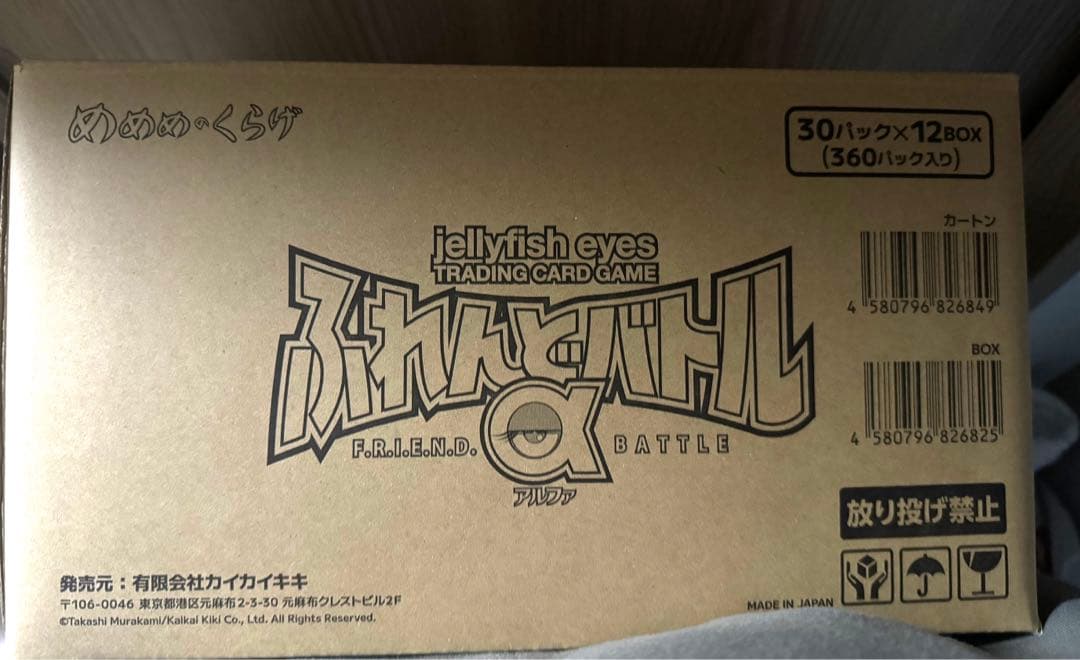 めめめのくらげ
30パック×12BOX
(360パック入り)
jellyfish eyes
TRADING CARD GAME
ふれんどバトル
F.R.I.E.N.D. BATTLE
α
アルファ
カートン
4 580796 826849
BOX
4 580796 826825
放り投げ禁止
発売元：有限会社カイカイキキ
〒106-0046 東京都港区元麻布2-3-30 元麻布クレストビル2F
©Takashi Murakami/Kaikai Kiki Co., Ltd. All Rights Reserved.
MADE IN JAPAN